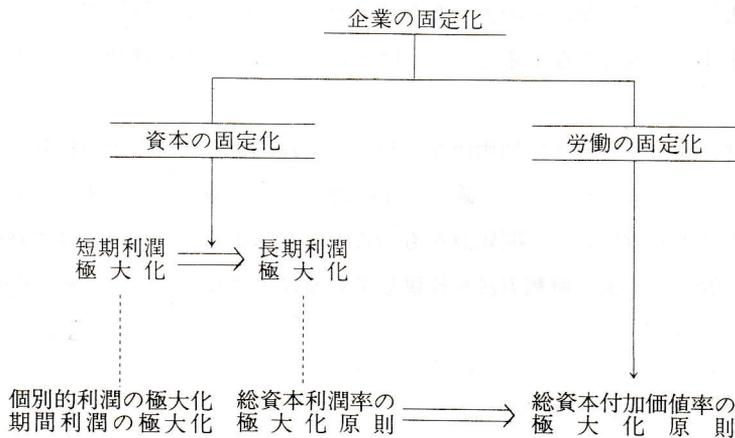 企業の固定化
資本の固定化
労働の固定化
短期利潤
極大化
長期利潤
極大化
個別的利潤の極大化
期間利潤の極大化
総資本利潤率の
極大化原則
総資本付加価値率の
極大化原則